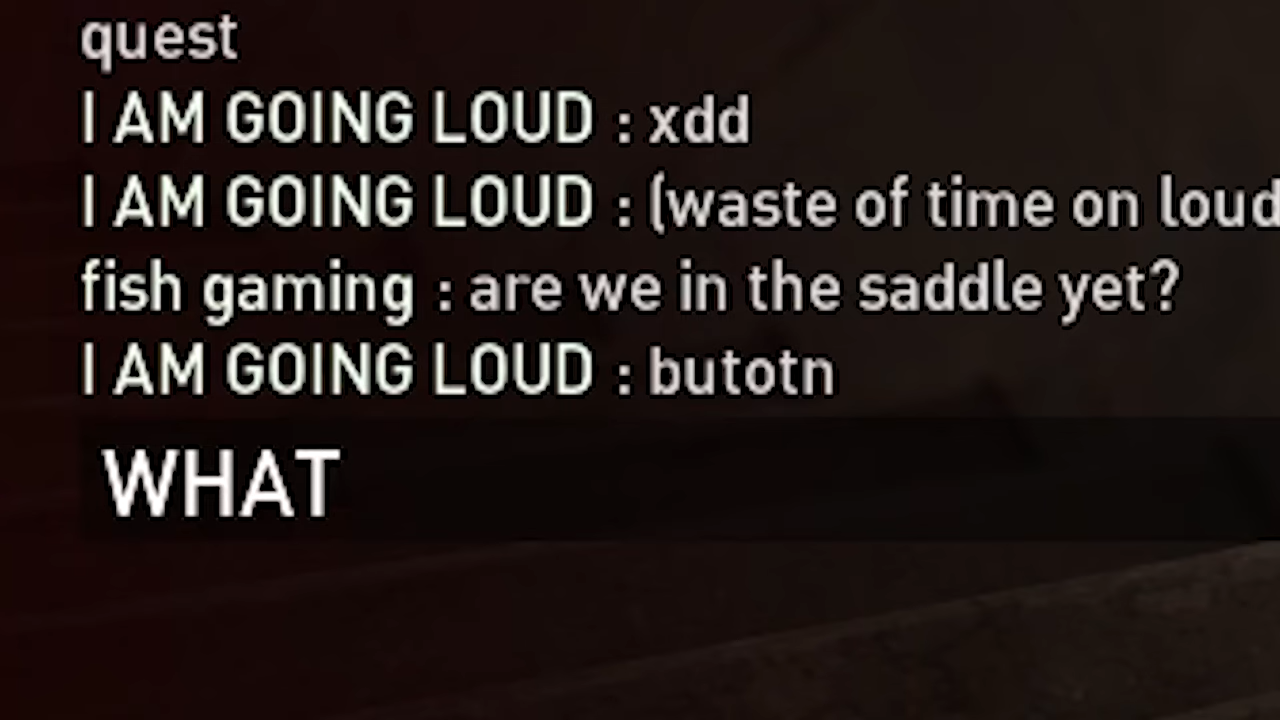 quest
I AM GOING LOUD : xdd
I AM GOING LOUD : (waste of time on loud
fish gaming : are we in the saddle yet?
I AM GOING LOUD : butotn
WHAT